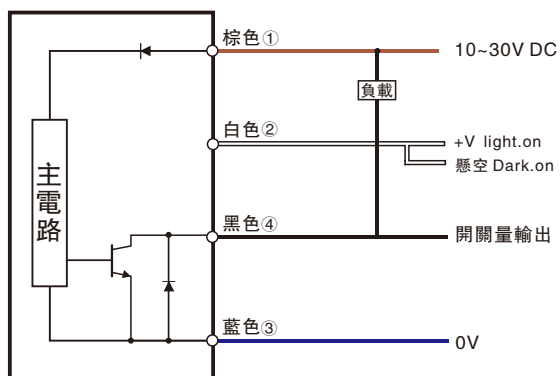 棕色①
10~30V DC
負載
白色②
+V light.on
懸空 Dark.on
主電路
黑色④
開關量輸出
藍色③
0V